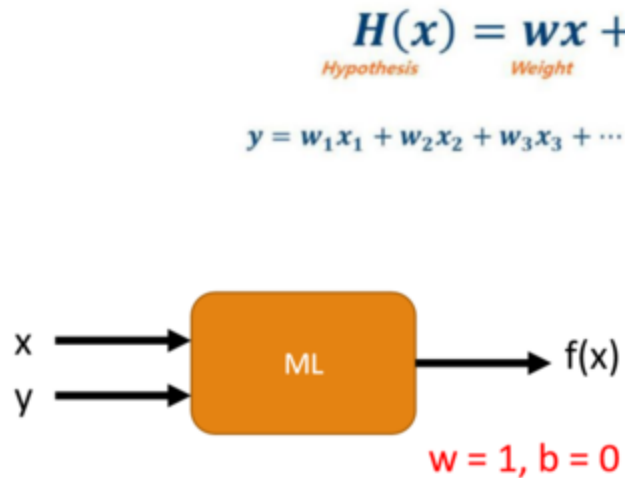 H(x) = wx +
Hypothesis Weight
y = w₁x₁ + w₂x₂ + w₃x₃ + ⋯
x
ML
f(x)
y
w = 1, b = 0